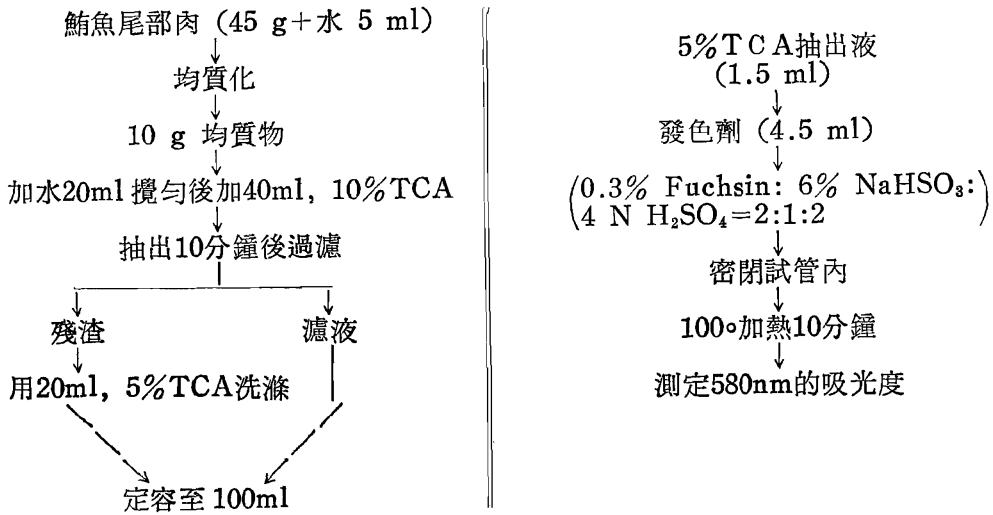 鮪魚尾部肉 (45 g+水 5 ml)
均質化
10 g 均質物
加水20ml 攪勻後加40ml, 10%TCA
抽出10分鐘後過濾
殘渣
濾液
用20ml, 5%TCA洗滌
定容至 100ml
5%TCA抽出液
(1.5 ml)
發色劑 (4.5 ml)
(0.3% Fuchsin: 6% NaHSO₃:
4 N H₂SO₄=2:1:2)
密閉試管內
100∘加熱10分鐘
測定580nm的吸光度